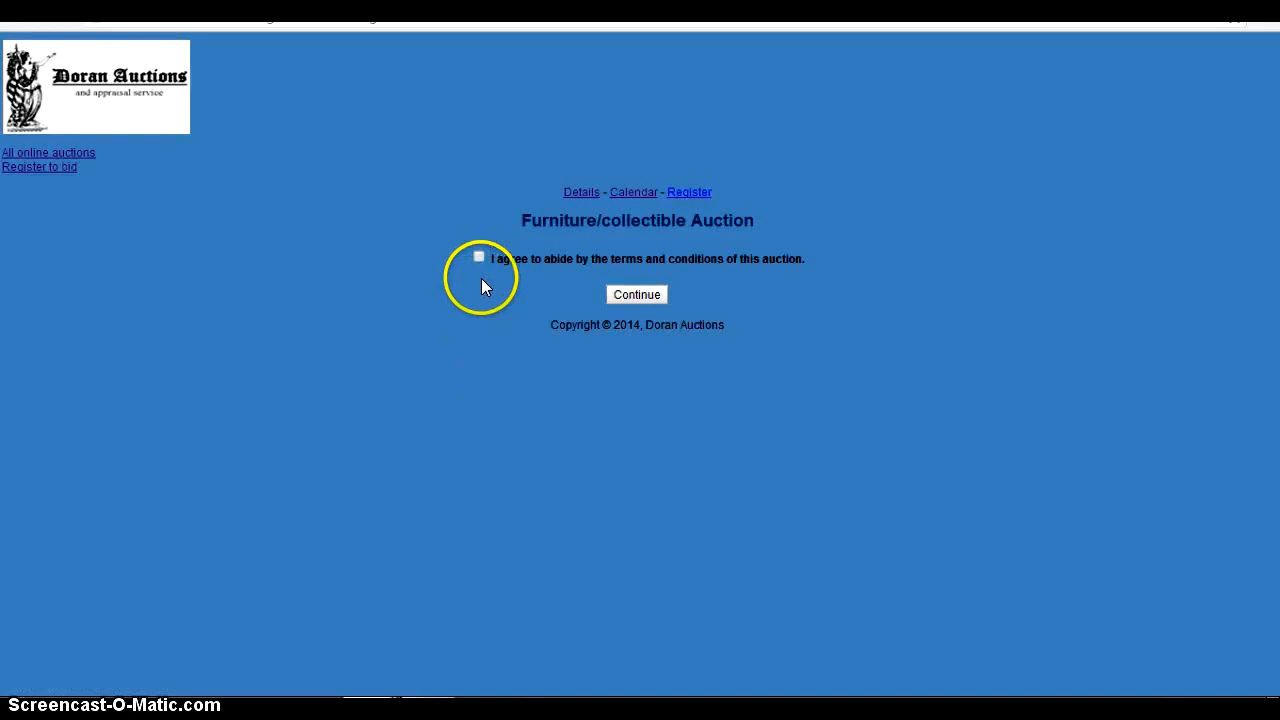 Doran Auctions
and appraisal service
All online auctions
Register to bid
Details - Calendar - Register
Furniture/collectible Auction
I agree to abide by the terms and conditions of this auction.
Continue
Copyright © 2014, Doran Auctions
Screencast-O-Matic.com